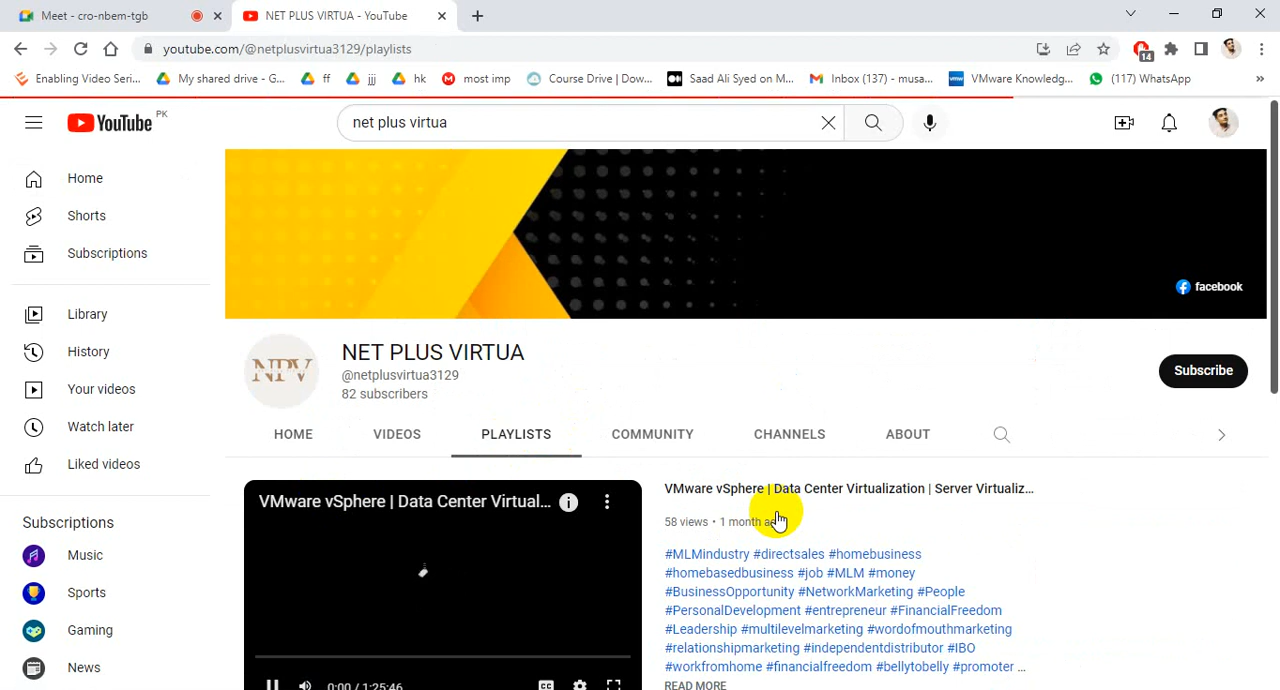 Meet - cro-nbem-tgb
NET PLUS VIRTUA - YouTube
youtube.com/@netplusvirtua3129/playlists
14
Enabling Video Seri...
My shared drive - G...
ff
jjj
hk
most imp
Course Drive | Dow...
Saad Ali Syed on M...
Inbox (137) - musa...
VMware Knowledg...
(117) WhatsApp
»
YouTube PK
net plus virtua
Home
Shorts
Subscriptions
Library
History
Your videos
Watch later
Liked videos
Subscriptions
Music
Sports
Gaming
News
facebook
NPV
NET PLUS VIRTUA
@netplusvirtua3129
82 subscribers
Subscribe
HOME
VIDEOS
PLAYLISTS
COMMUNITY
CHANNELS
ABOUT
VMware vSphere | Data Center Virtual...
0:00 / 1:25:46
VMware vSphere | Data Center Virtualization | Server Virtualiz...
58 views • 1 month
#MLMindustry #directsales #homebusiness
#homebasedbusiness #job #MLM #money
#BusinessOpportunity #NetworkMarketing #People
#PersonalDevelopment #entrepreneur #FinancialFreedom
#Leadership #multilevelmarketing #wordofmouthmarketing
#relationshipmarketing #independentdistributor #IBO
#workfromhome #financialfreedom #bellytobelly #promoter ...
READ MORE